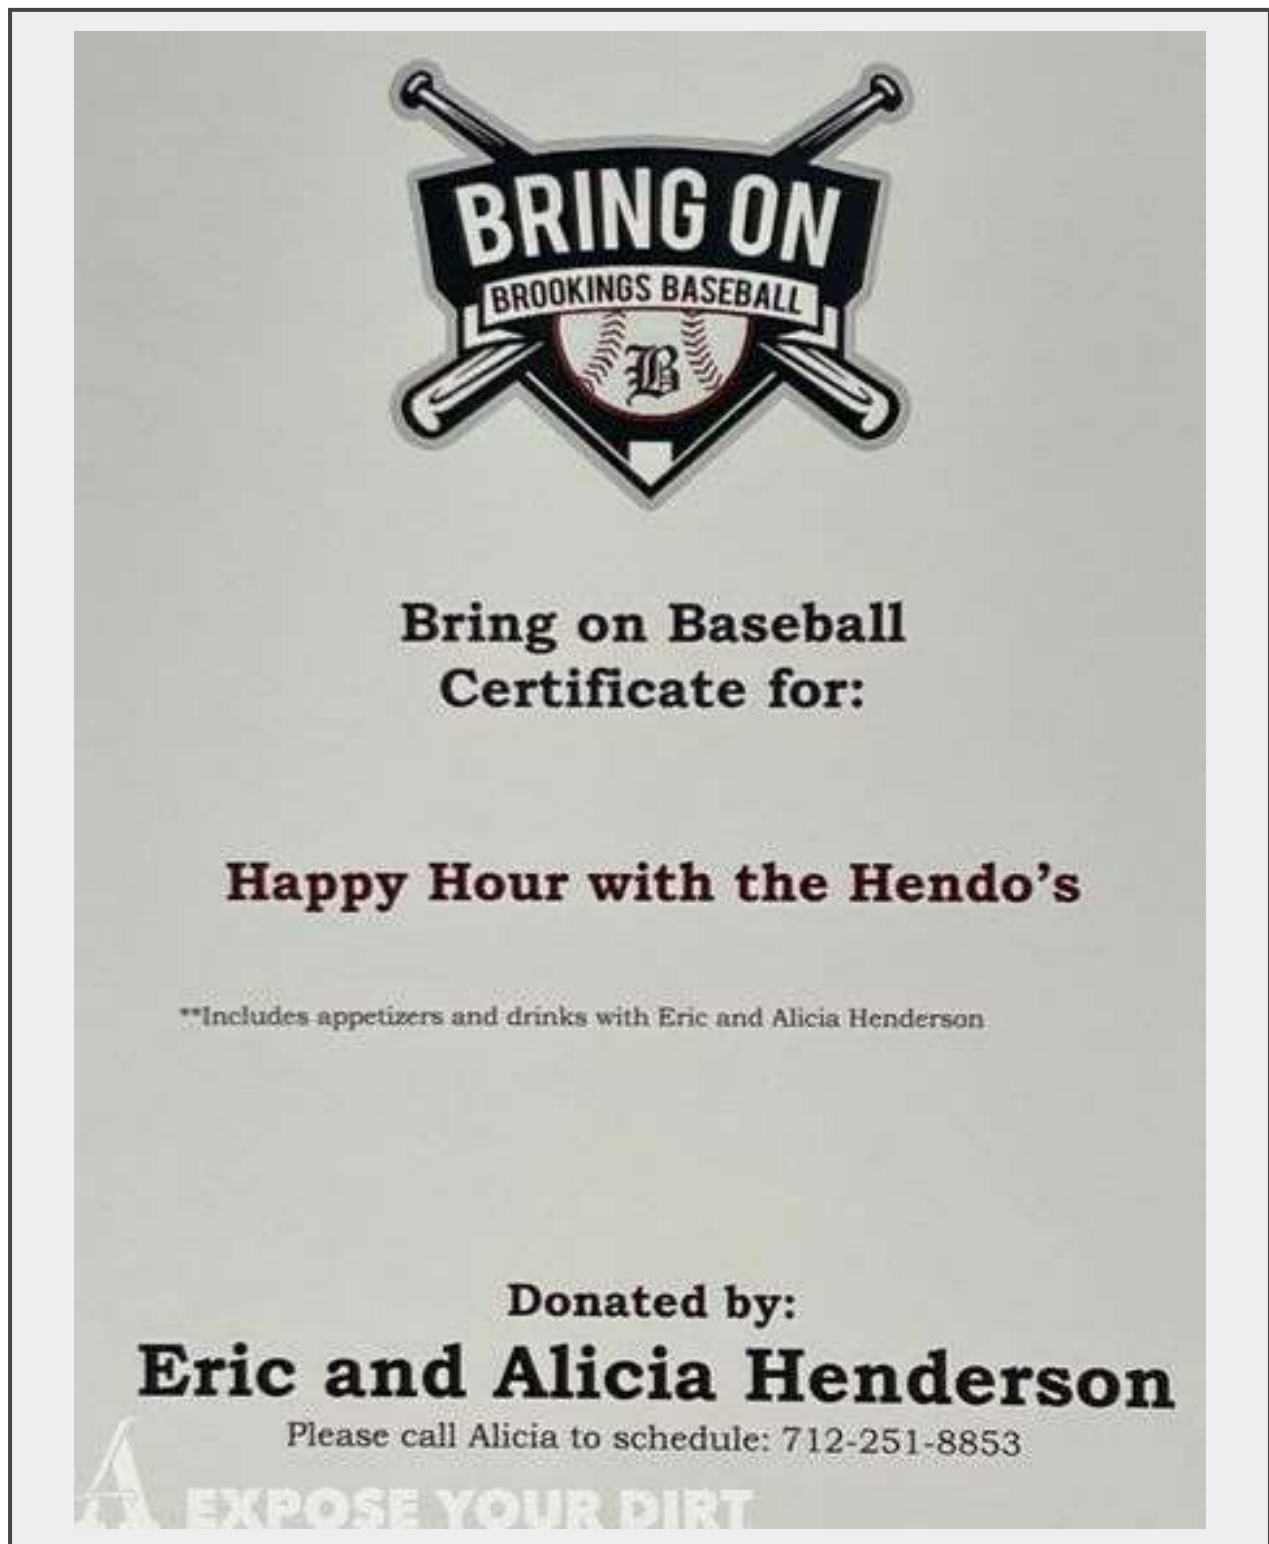 BRING ON
BROOKINGS BASEBALL
B
Bring on Baseball
Certificate for:
Happy Hour with the Hendo's
**Includes appetizers and drinks with Eric and Alicia Henderson
Donated by:
Eric and Alicia Henderson
Please call Alicia to schedule: 712-251-8853
A EXPOSE YOUR DIRT